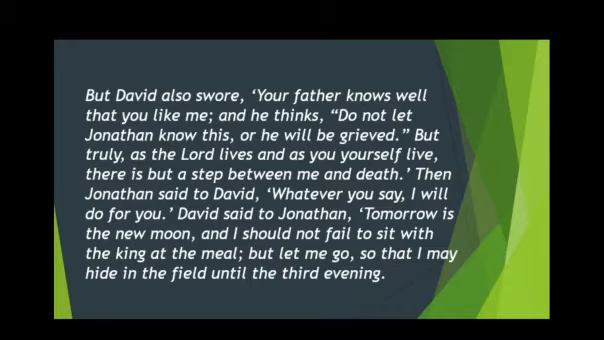 But David also swore, ‘Your father knows well
that you like me; and he thinks, “Do not let
Jonathan know this, or he will be grieved.” But
truly, as the Lord lives and as you yourself live,
there is but a step between me and death.’ Then
Jonathan said to David, ‘Whatever you say, I will
do for you.’ David said to Jonathan, ‘Tomorrow is
the new moon, and I should not fail to sit with
the king at the meal; but let me go, so that I may
hide in the field until the third evening.